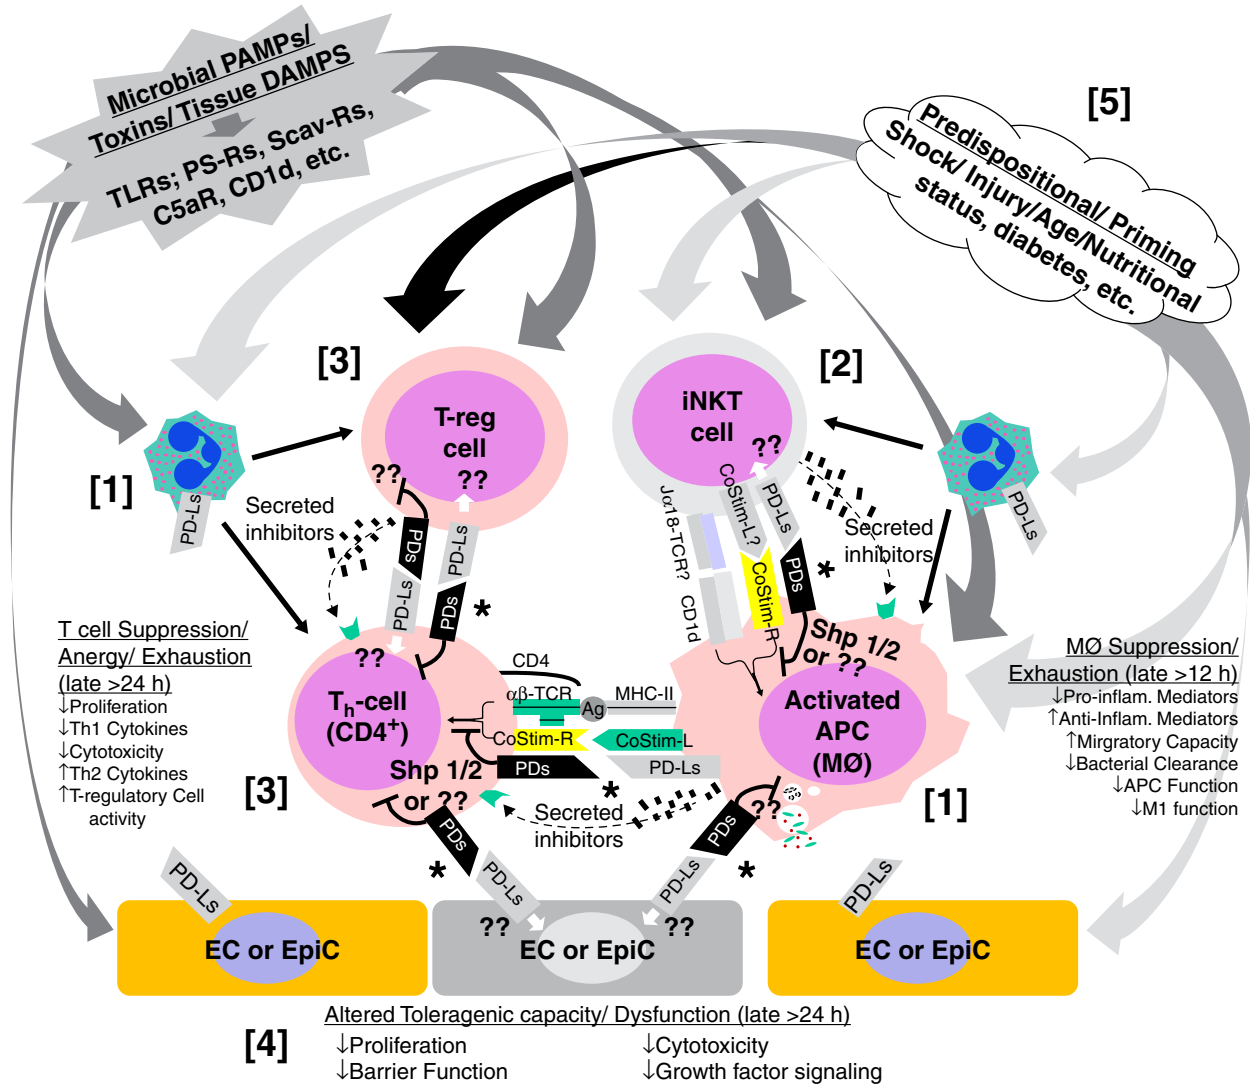 Microbial PAMPs/
Toxins/ Tissue DAMPS
TLRs; PS-Rs, Scav-Rs,
C5aR, CD1d, etc.
[5]
Predispositional/ Priming
Shock/ Injury/Age/Nutritional
status, diabetes, etc.
[3]
T-reg
cell
??
??
[2]
iNKT
cell
??
[1]
PD-Ls
Secreted
inhibitors
PDs
PD-Ls
PD-Ls
PDs
*
Jα18-TCR?
CD1d
CoStim-L?
CoStim-R
PD-Ls
PDs
*
Secreted
inhibitors
PD-Ls
T cell Suppression/
Anergy/ Exhaustion
(late >24 h)
↓Proliferation
↓Th1 Cytokines
↓Cytotoxicity
↑Th2 Cytokines
↑T-regulatory Cell
activity
[3]
??
Th-cell
(CD4+)
Shp 1/2
or ??
CD4
αβ-TCR
Ag
MHC-II
CoStim-R
CoStim-L
PDs
PD-Ls
*
Secreted
inhibitors
Shp 1/2
or ??
Activated
APC
(MØ)
??
[1]
MØ Suppression/
Exhaustion (late >12 h)
↓Pro-inflam. Mediators
↑Anti-Inflam. Mediators
↑Mirgratory Capacity
↓Bacterial Clearance
↓APC Function
↓M1 function
PDs
*
PD-Ls
??
PDs
*
PD-Ls
??
PD-Ls
PD-Ls
EC or EpiC
EC or EpiC
EC or EpiC
[4]
Altered Toleragenic capacity/ Dysfunction (late >24 h)
↓Proliferation
↓Barrier Function
↓Cytotoxicity
↓Growth factor signaling